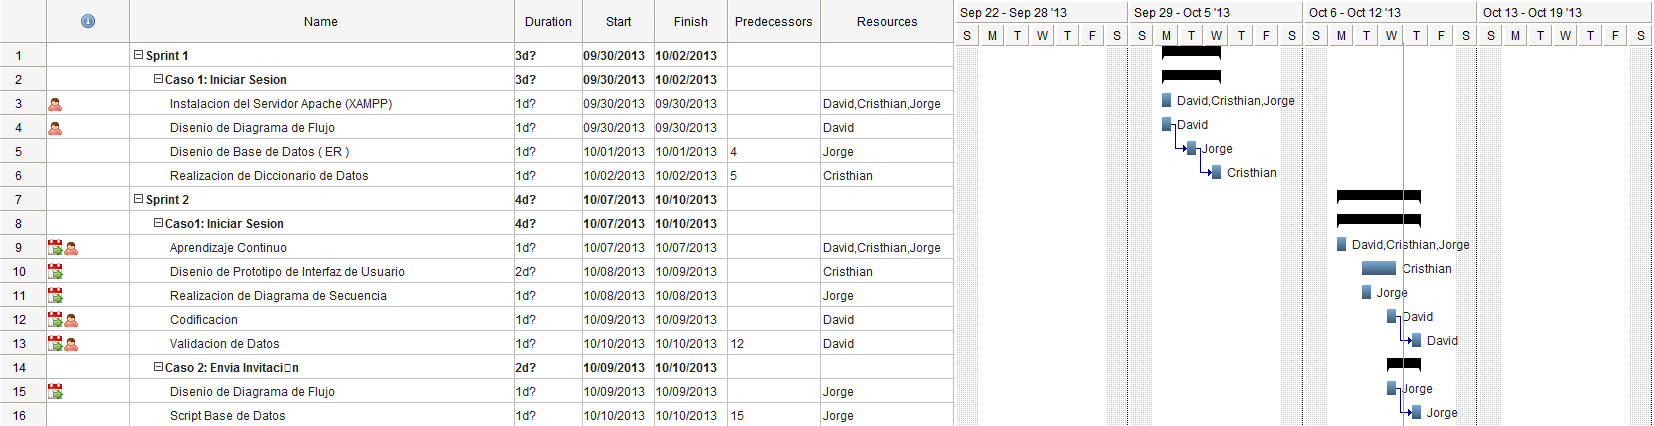 Name Duration Start Finish Predecessors Resources
Sep 22 - Sep 28 '13 Sep 29 - Oct 5 '13 Oct 6 - Oct 12 '13 Oct 13 - Oct 19 '13
S M T W T F S S M T W T F S S M T W T F S S M T W T F S
1 Sprint 1 3d? 09/30/2013 10/02/2013
2 Caso 1: Iniciar Sesion 3d? 09/30/2013 10/02/2013
3 Instalacion del Servidor Apache (XAMPP) 1d? 09/30/2013 09/30/2013 David,Cristhian,Jorge David,Cristhian,Jorge
4 Disenio de Diagrama de Flujo 1d? 09/30/2013 09/30/2013 David David
5 Disenio de Base de Datos ( ER ) 1d? 10/01/2013 10/01/2013 4 Jorge Jorge
6 Realizacion de Diccionario de Datos 1d? 10/02/2013 10/02/2013 5 Cristhian Cristhian
7 Sprint 2 4d? 10/07/2013 10/10/2013
8 Caso1: Iniciar Sesion 4d? 10/07/2013 10/10/2013
9 Aprendizaje Continuo 1d? 10/07/2013 10/07/2013 David,Cristhian,Jorge David,Cristhian,Jorge
10 Disenio de Prototipo de Interfaz de Usuario 2d? 10/08/2013 10/09/2013 Cristhian Cristhian
11 Realizacion de Diagrama de Secuencia 1d? 10/08/2013 10/08/2013 Jorge Jorge
12 Codificacion 1d? 10/09/2013 10/09/2013 David David
13 Validacion de Datos 1d? 10/10/2013 10/10/2013 12 David David
14 Caso 2: Envia Invitaci▯n 2d? 10/09/2013 10/10/2013
15 Disenio de Diagrama de Flujo 1d? 10/09/2013 10/09/2013 Jorge Jorge
16 Script Base de Datos 1d? 10/10/2013 10/10/2013 15 Jorge Jorge